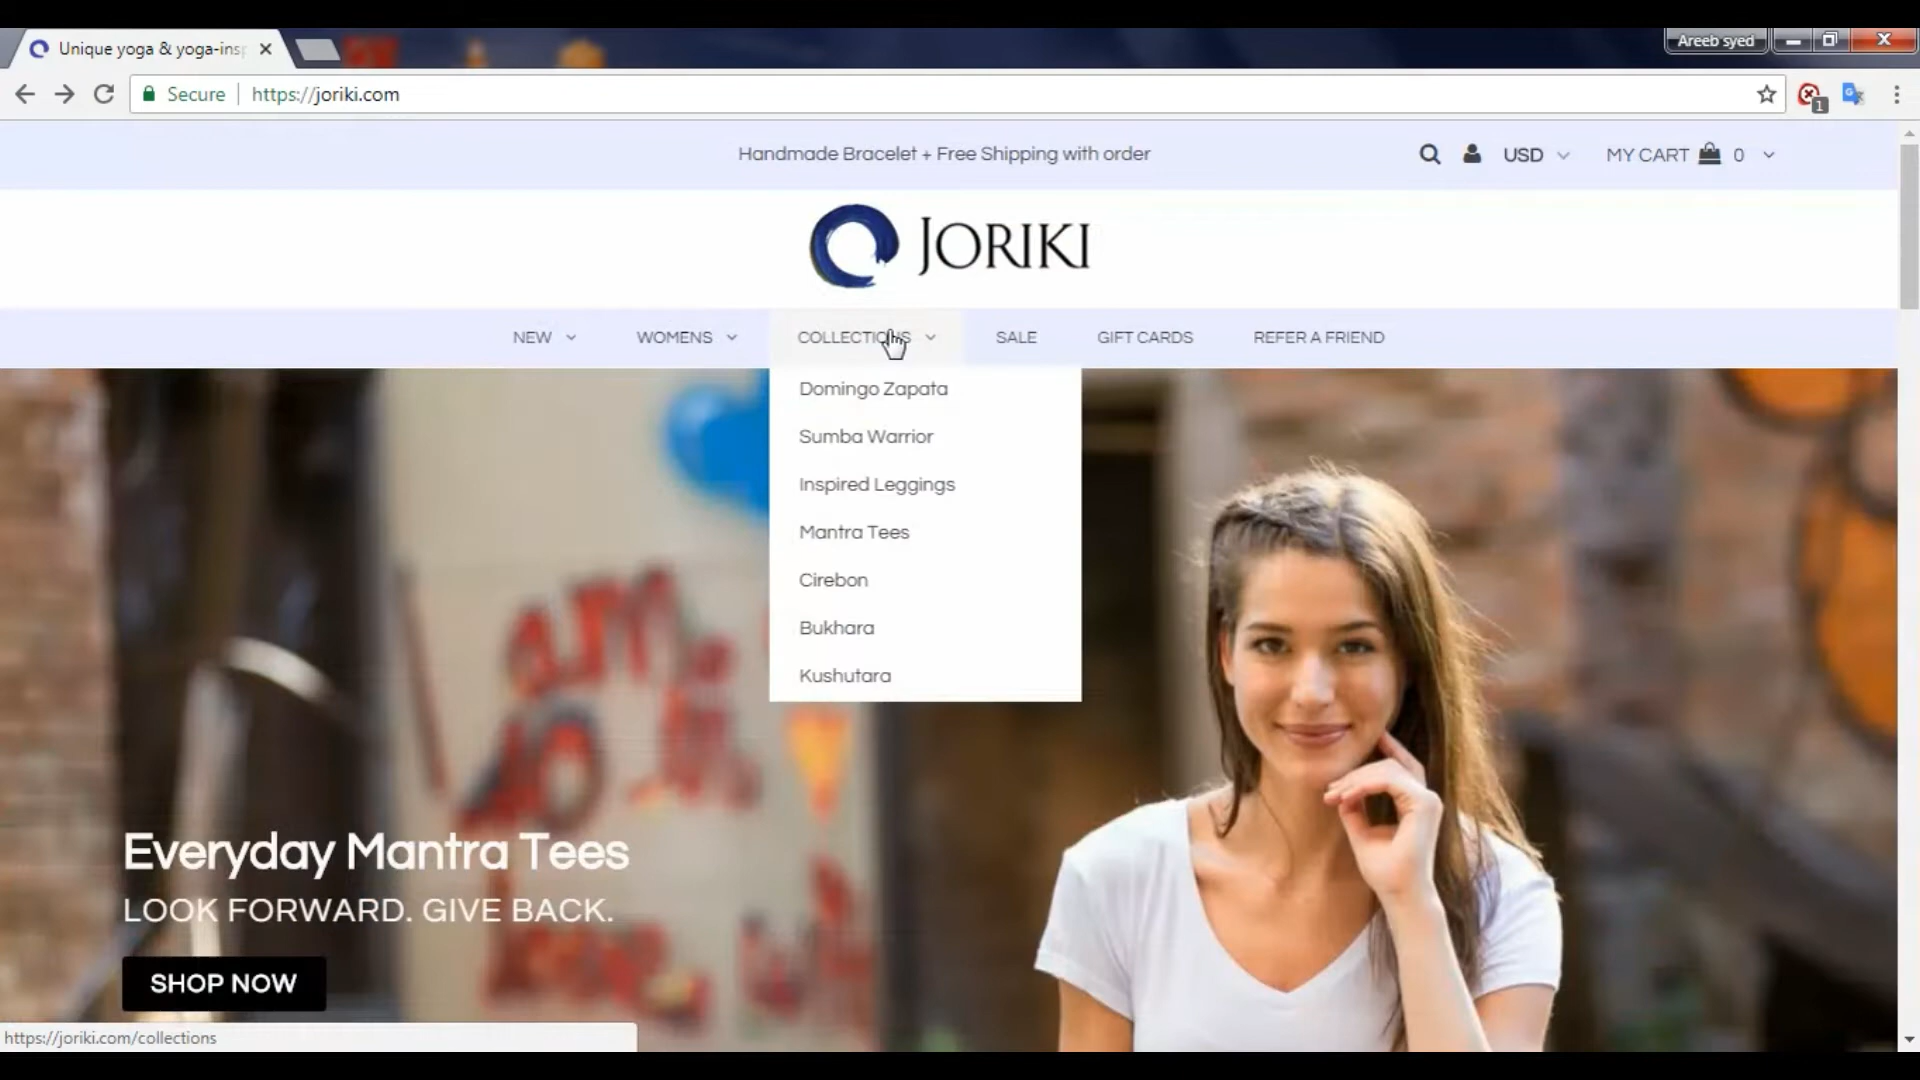 Unique yoga & yoga-ins
Areeb syed
Secure
https://joriki.com
1
Handmade Bracelet + Free Shipping with order
USD
MY CART
0
JORIKI
NEW
WOMENS
COLLECTIONS
SALE
GIFT CARDS
REFER A FRIEND
Domingo Zapata
Sumba Warrior
Inspired Leggings
Mantra Tees
Cirebon
Bukhara
Kushutara
Everyday Mantra Tees
LOOK FORWARD. GIVE BACK.
SHOP NOW
https://joriki.com/collections